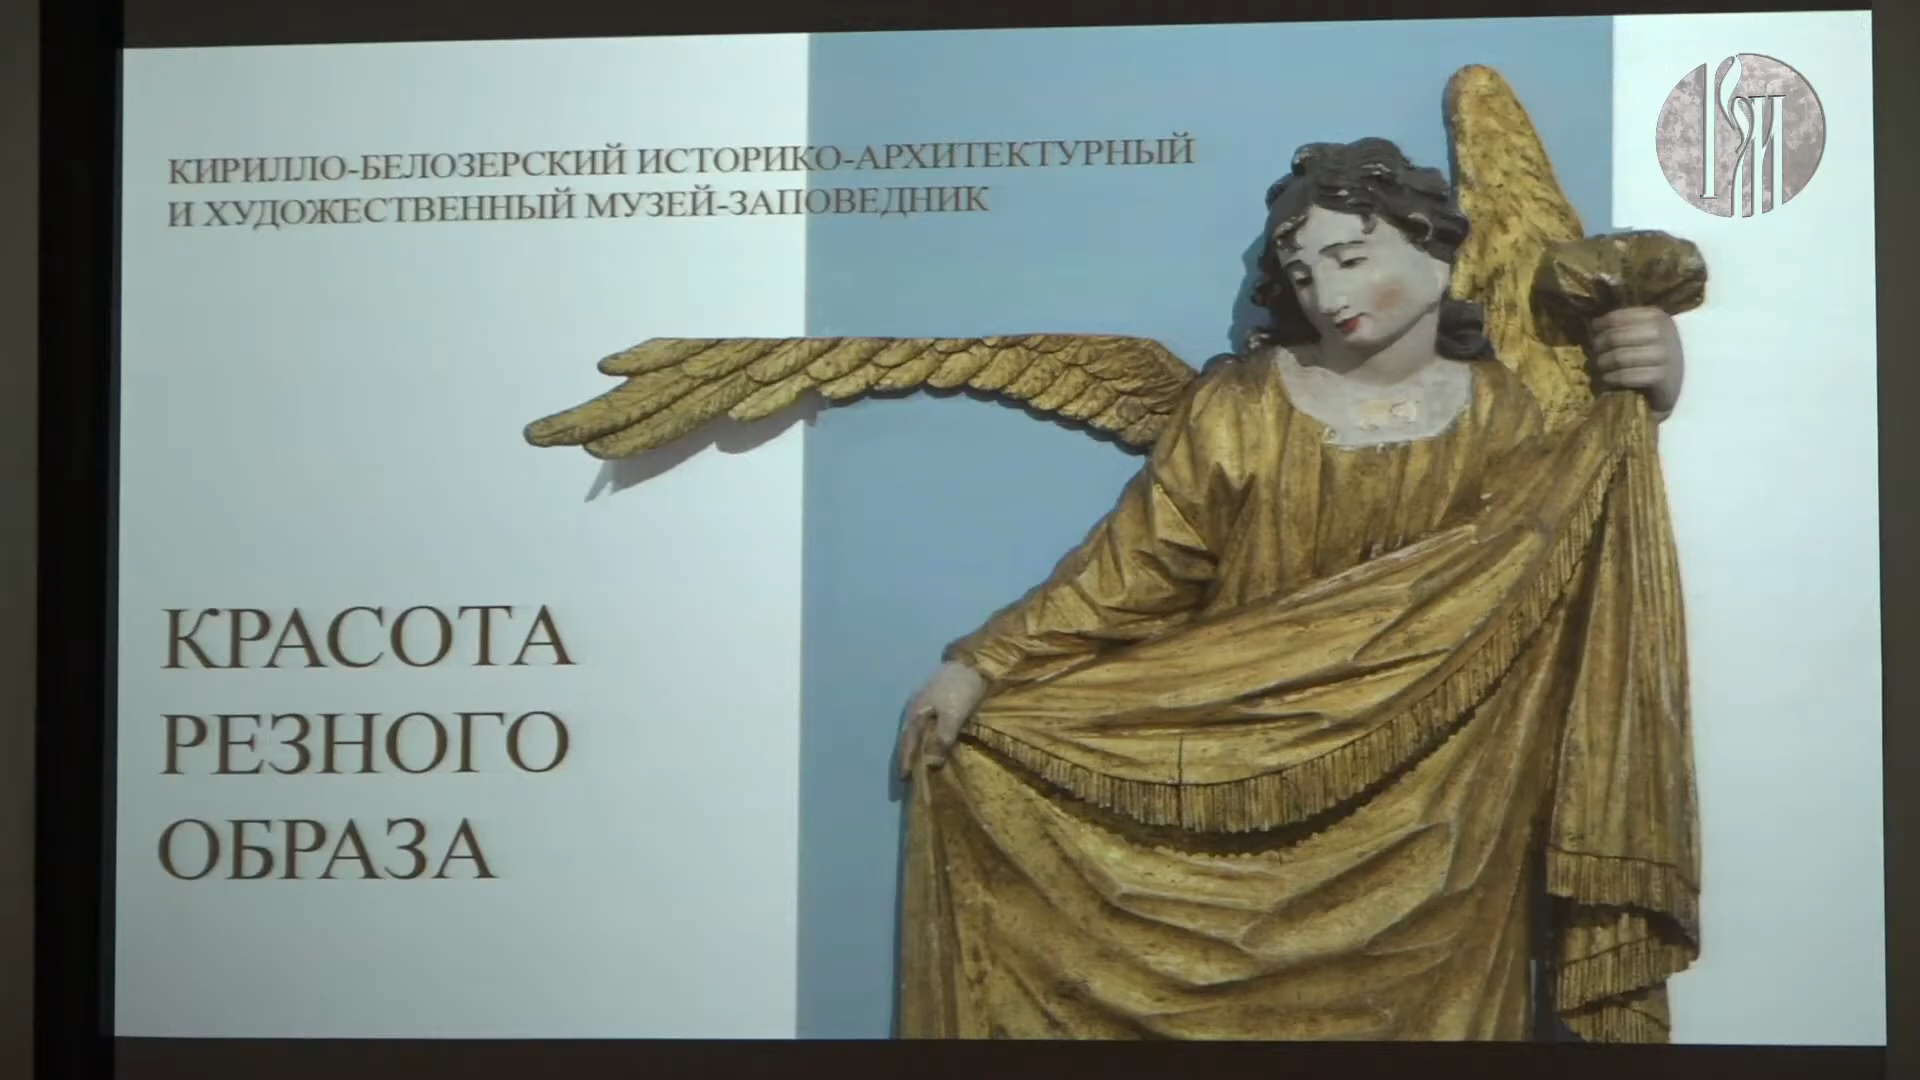 КИРИЛЛО-БЕЛОЗЕРСКИЙ ИСТОРИКО-АРХИТЕКТУРНЫЙ
И ХУДОЖЕСТВЕННЫЙ МУЗЕЙ-ЗАПОВЕДНИК
КРАСОТА
РЕЗНОГО
ОБРАЗА